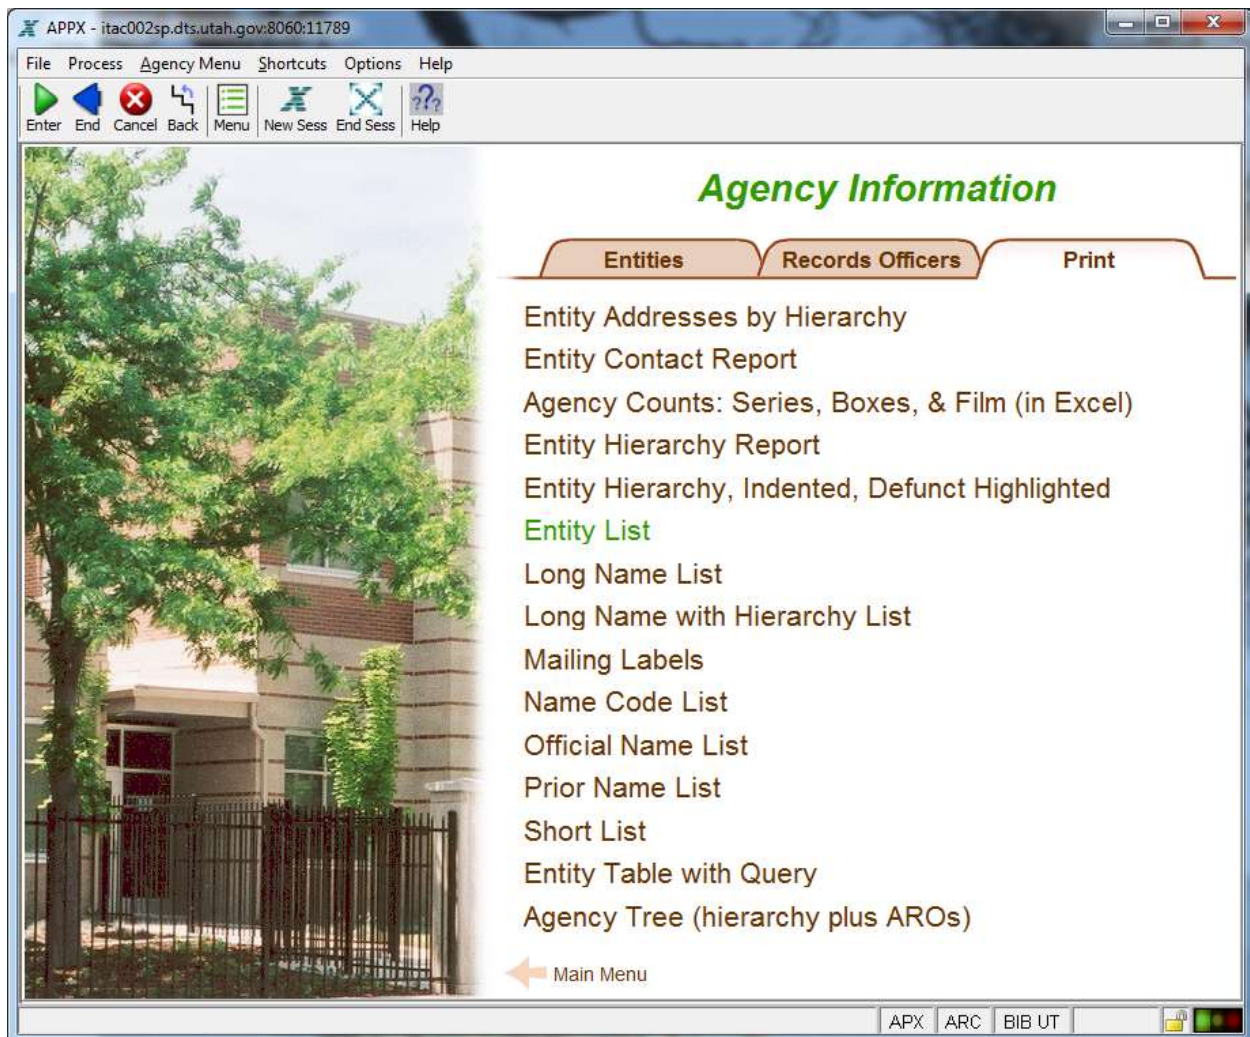 APPX - itac002sp.dts.utah.gov:8060:11789
File Process Agency Menu Shortcuts Options Help
Enter End Cancel Back Menu New Sess End Sess Help
Agency Information
Entities Records Officers Print
Entity Addresses by Hierarchy
Entity Contact Report
Agency Counts: Series, Boxes, & Film (in Excel)
Entity Hierarchy Report
Entity Hierarchy, Indented, Defunct Highlighted
Entity List
Long Name List
Long Name with Hierarchy List
Mailing Labels
Name Code List
Official Name List
Prior Name List
Short List
Entity Table with Query
Agency Tree (hierarchy plus AROs)
Main Menu
APX ARC BIB UT